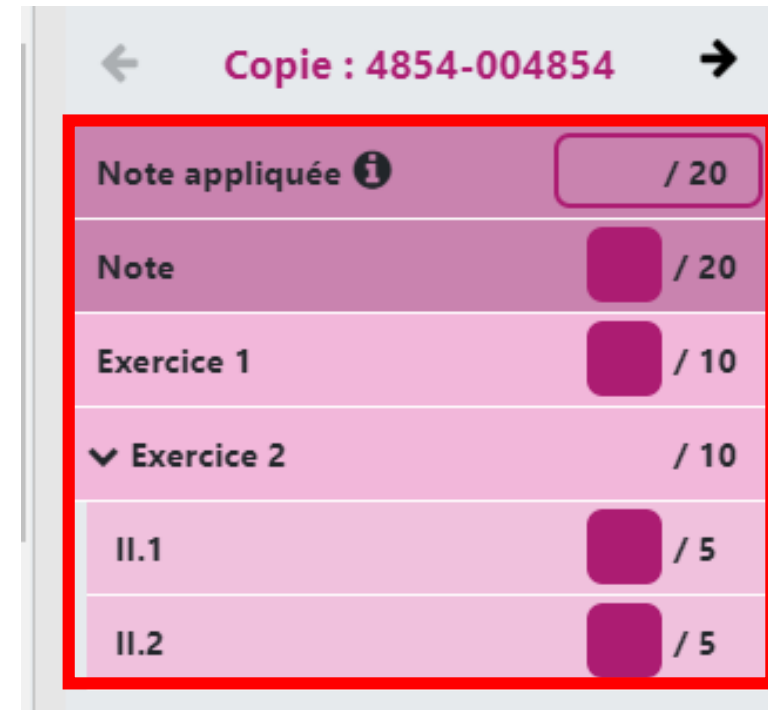 Copie : 4854-004854
Note appliquée / 20
Note / 20
Exercice 1 / 10
Exercice 2 / 10
II.1 / 5
II.2 / 5